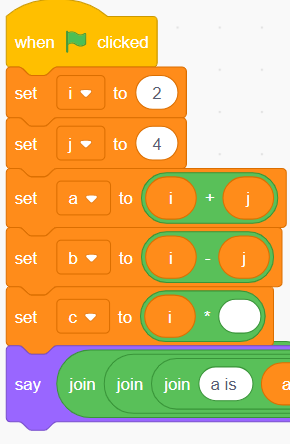 when clicked
set i to 2
set j to 4
set a to i + j
set b to i - j
set c to i *
say join join join a is a